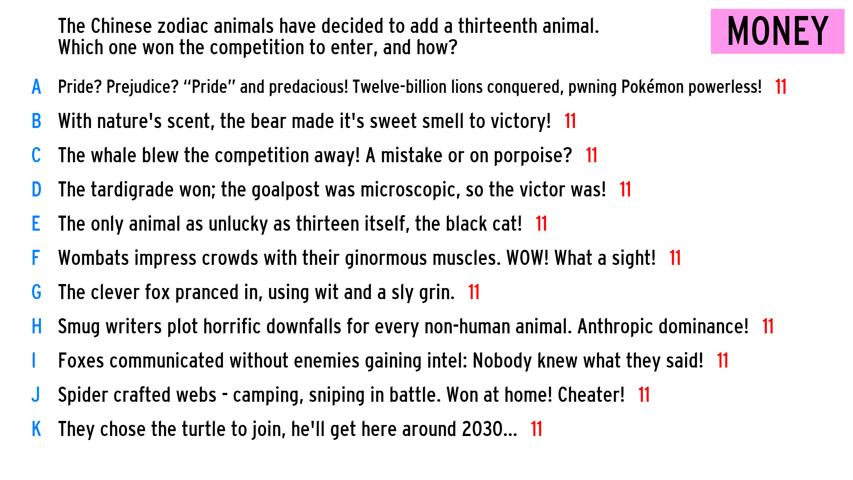 The Chinese zodiac animals have decided to add a thirteenth animal.
Which one won the competition to enter, and how?
MONEY
A Pride? Prejudice? “Pride” and predacious! Twelve-billion lions conquered, pwning Pokémon powerless! 11
B With nature's scent, the bear made it's sweet smell to victory! 11
C The whale blew the competition away! A mistake or on porpoise? 11
D The tardigrade won; the goalpost was microscopic, so the victor was! 11
E The only animal as unlucky as thirteen itself, the black cat! 11
F Wombats impress crowds with their ginormous muscles. WOW! What a sight! 11
G The clever fox pranced in, using wit and a sly grin. 11
H Smug writers plot horrific downfalls for every non-human animal. Anthropic dominance! 11
I Foxes communicated without enemies gaining intel: Nobody knew what they said! 11
J Spider crafted webs - camping, sniping in battle. Won at home! Cheater! 11
K They chose the turtle to join, he'll get here around 2030... 11